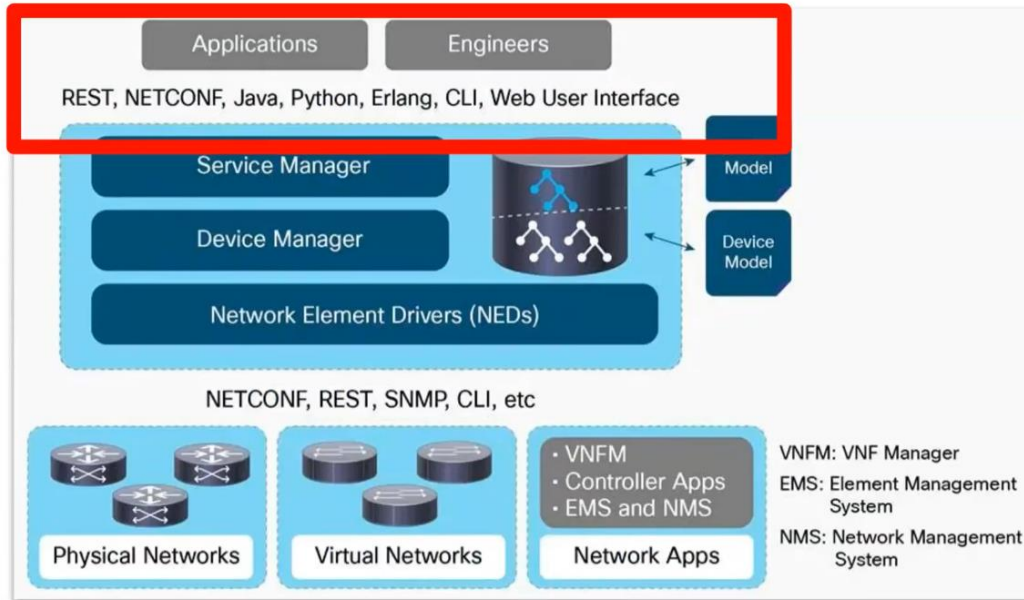 Applications
Engineers
REST, NETCONF, Java, Python, Erlang, CLI, Web User Interface
Service Manager
Model
Device Manager
Device
Model
Network Element Drivers (NEDs)
NETCONF, REST, SNMP, CLI, etc
· VNFM
· Controller Apps
· EMS and NMS
Physical Networks
Virtual Networks
Network Apps
VNFM: VNF Manager
EMS: Element Management
System
NMS: Network Management
System